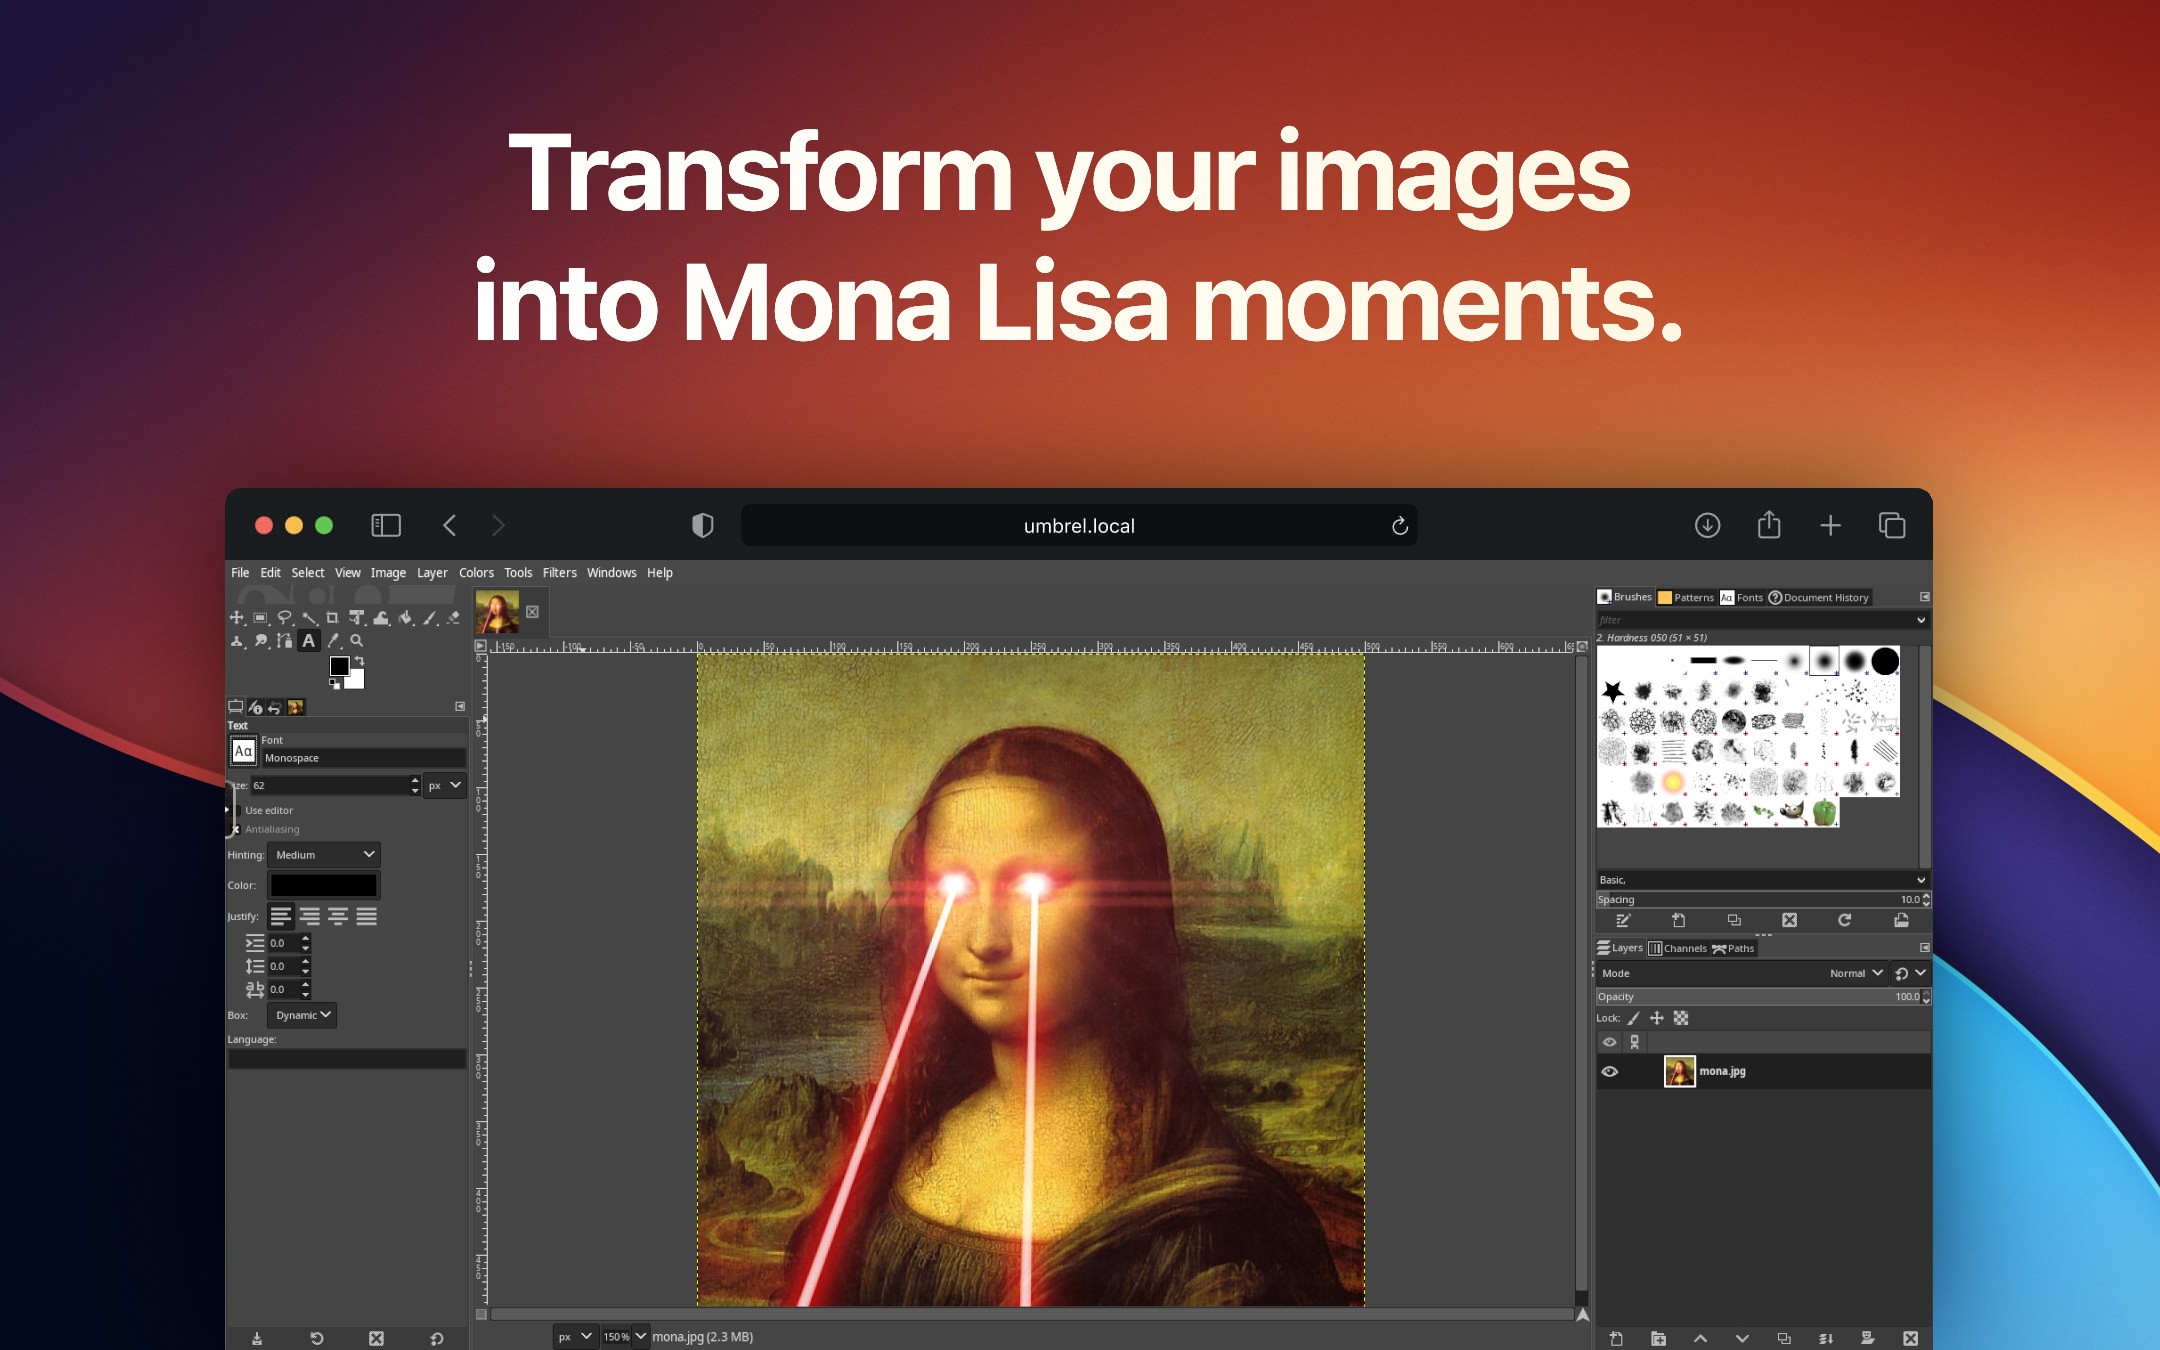 Transform your images
into Mona Lisa moments.
umbrel.local
File Edit Select View Image Layer Colors Tools Filters Windows Help
Brushes Patterns Fonts Document History
filter
2. Hardness 050 (51 × 51)
Text
Font
Aα Monospace
ze: 62 px
Use editor
Antialiasing
Hinting: Medium
Color:
Justify:
0.0
0.0
0.0
Box: Dynamic
Language:
Basic,
Spacing 10.0
Layers Channels Paths
Mode Normal
Opacity 100.0
Lock:
mona.jpg
px 150% mona.jpg (2.3 MB)